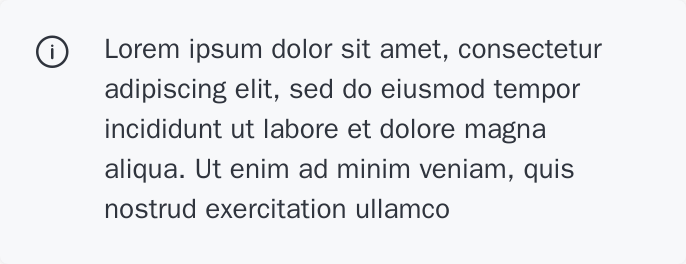 Lorem ipsum dolor sit amet, consectetur
adipiscing elit, sed do eiusmod tempor
incididunt ut labore et dolore magna
aliqua. Ut enim ad minim veniam, quis
nostrud exercitation ullamco